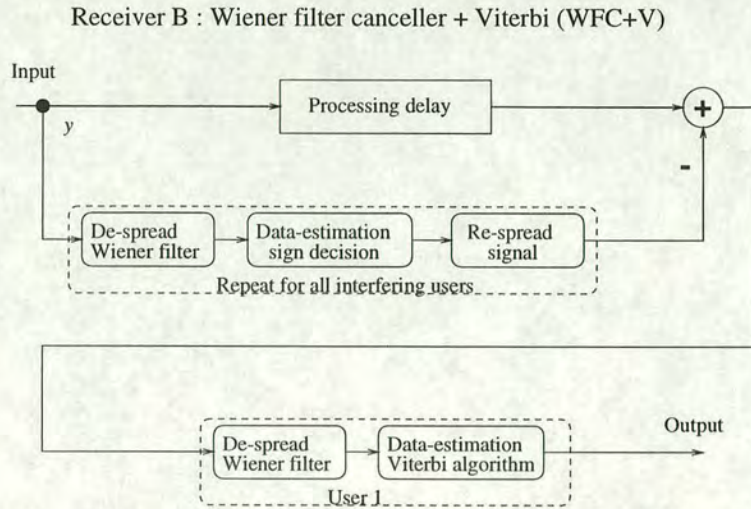 Receiver B : Wiener filter canceller + Viterbi (WFC+V)
Input
Processing delay
+
y
-
De-spread
Wiener filter
Data-estimation
sign decision
Re-spread
signal
Repeat for all interfering users
Output
De-spread
Wiener filter
Data-estimation
Viterbi algorithm
User 1